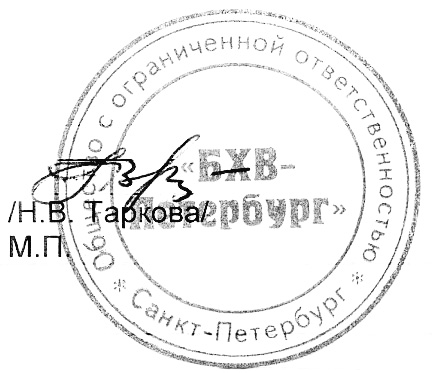 Общество с ограниченной ответственностью
«БХВ-
Петербург»
/Н.В. Таркова/
М.П.
* Санкт-Петербург *